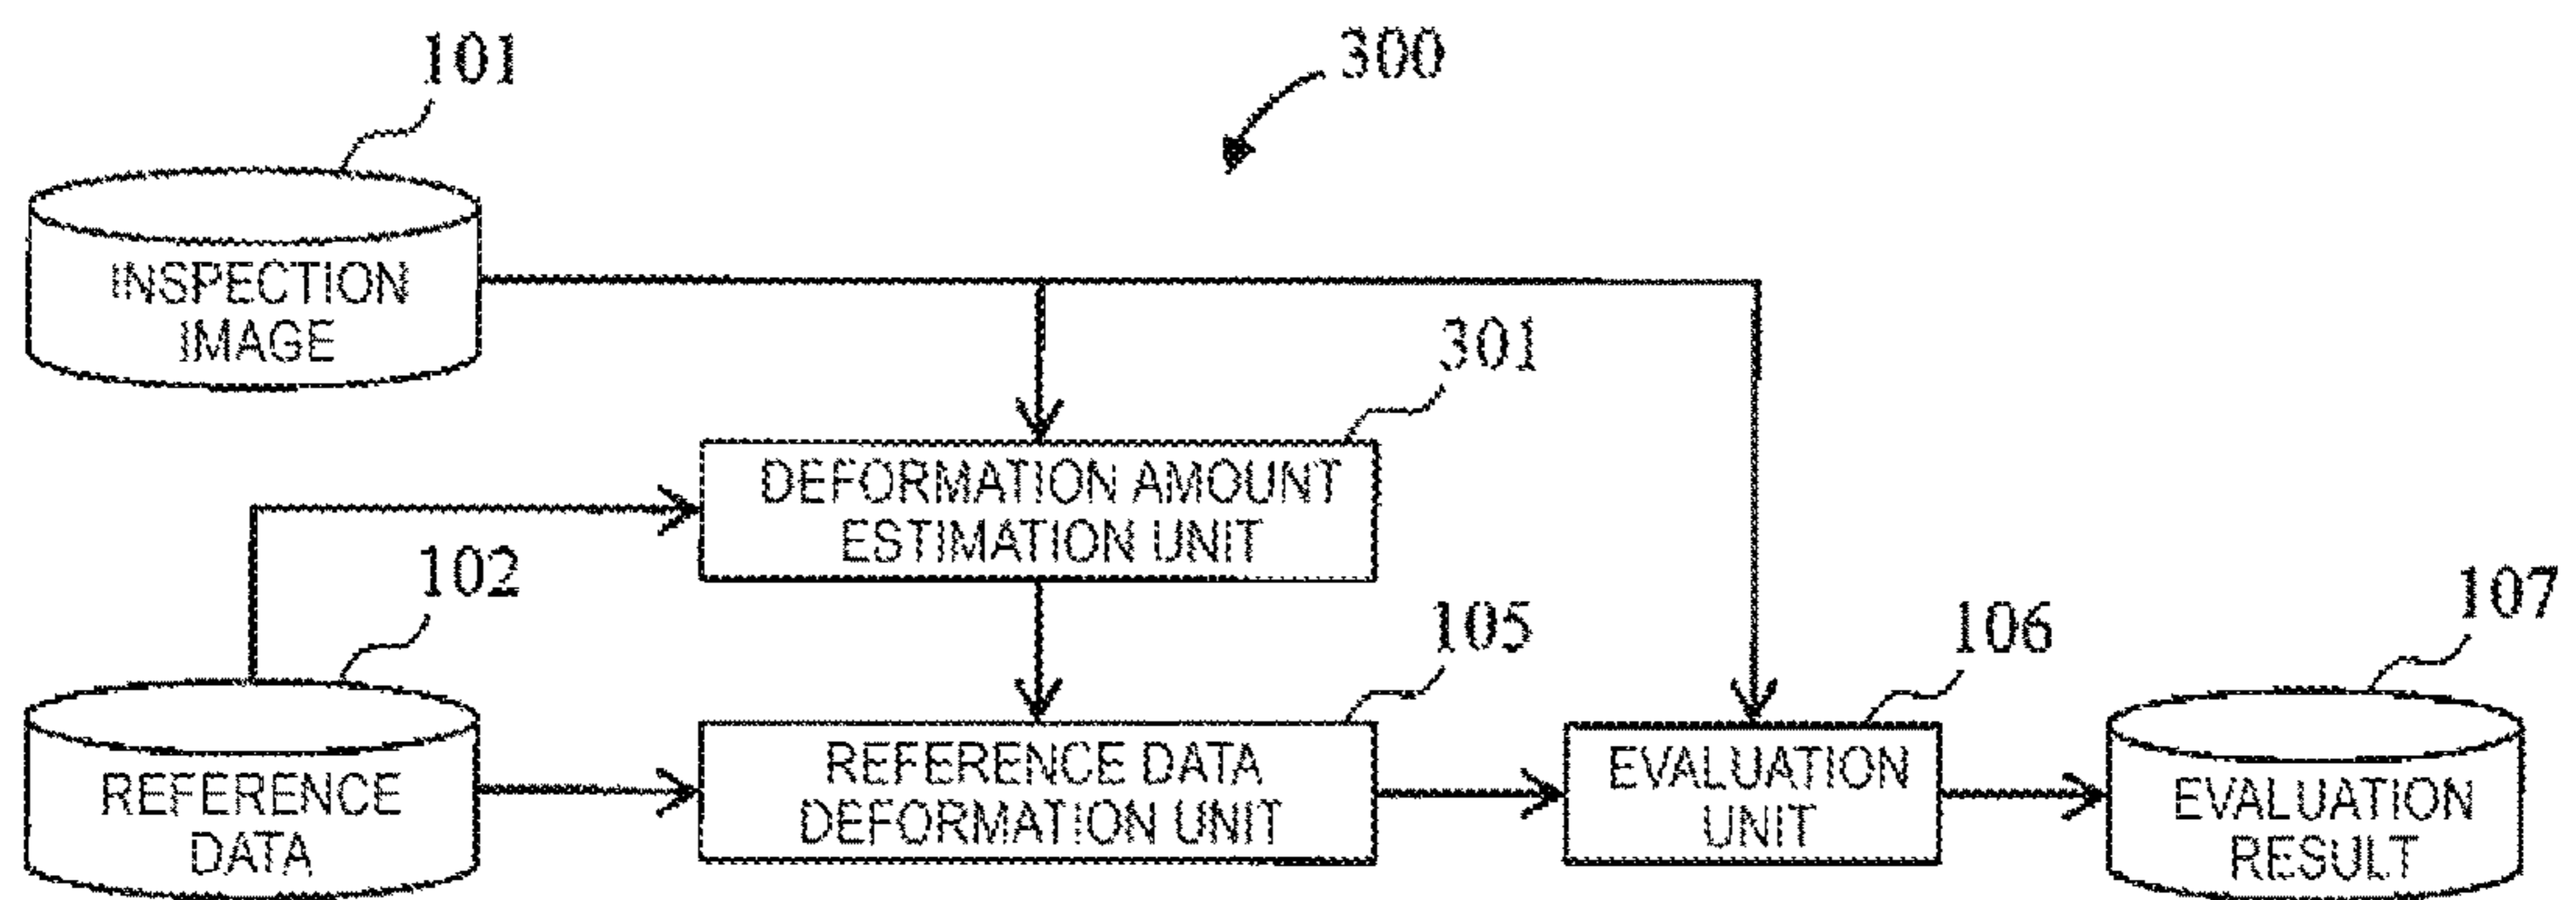 101
300
INSPECTION
IMAGE
301
DEFORMATION AMOUNT
ESTIMATION UNIT
102
105
106
107
REFERENCE
DATA
REFERENCE DATA
DEFORMATION UNIT
EVALUATION
UNIT
EVALUATION
RESULT